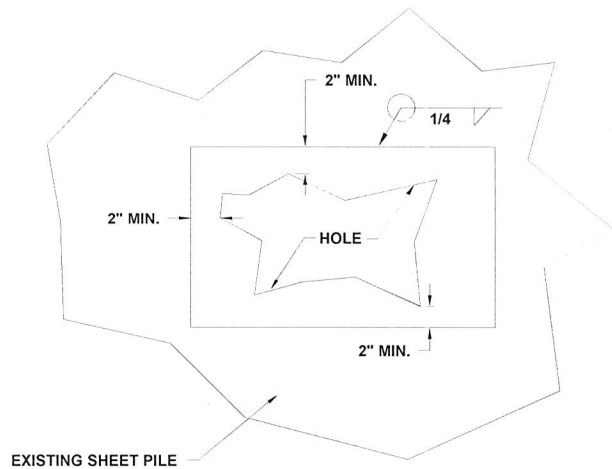 2" MIN.
1/4
2" MIN.
HOLE
2" MIN.
EXISTING SHEET PILE